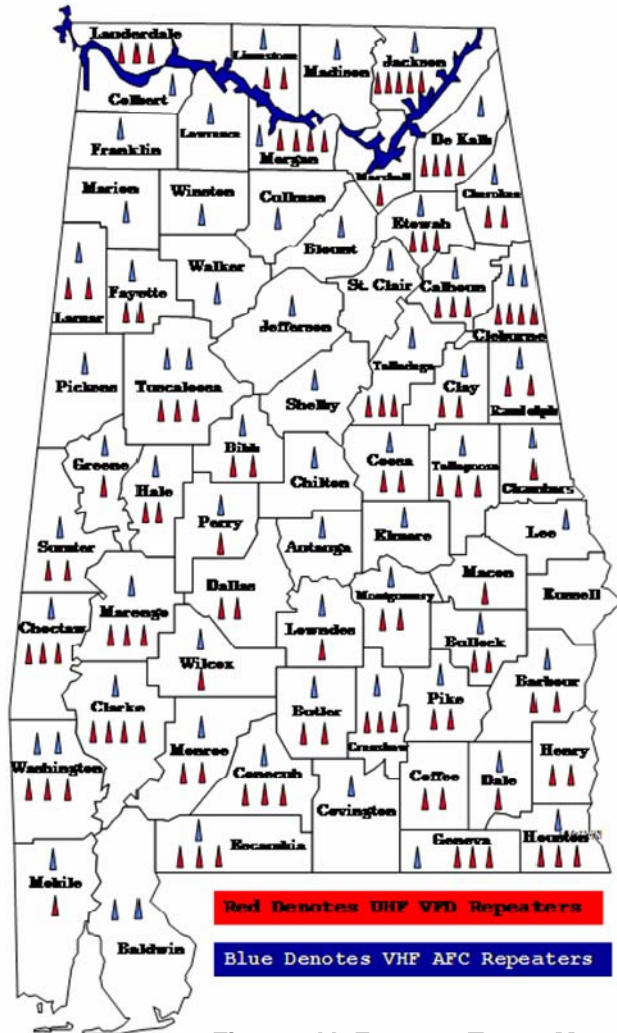 Lauderdale
Limestone
Madison
Jackson
Colbert
Lawrence
Franklin
Morgan
De Kalb
Marshall
Cherokee
Marion
Winston
Cullman
Etowah
Blount
Walker
St. Clair
Calhoun
Fayette
Lamar
Jefferson
Cleburne
Talladega
Pickens
Tuscaloosa
Clay
Shelby
Randolph
Bibb
Greene
Coosa
Tallapoosa
Hale
Chilton
Chambers
Perry
Elmore
Lee
Sumter
Autauga
Macon
Dallas
Russell
Marengo
Montgomery
Choctaw
Lowndes
Bullock
Wilcox
Barbour
Clarke
Pike
Butler
Monroe
Crenshaw
Henry
Washington
Conecuh
Coffee
Dale
Covington
Escambia
Geneva
Houston
Mobile
Baldwin
Red Denotes UHF VFD Repeaters
Blue Denotes VHF AFC Repeaters